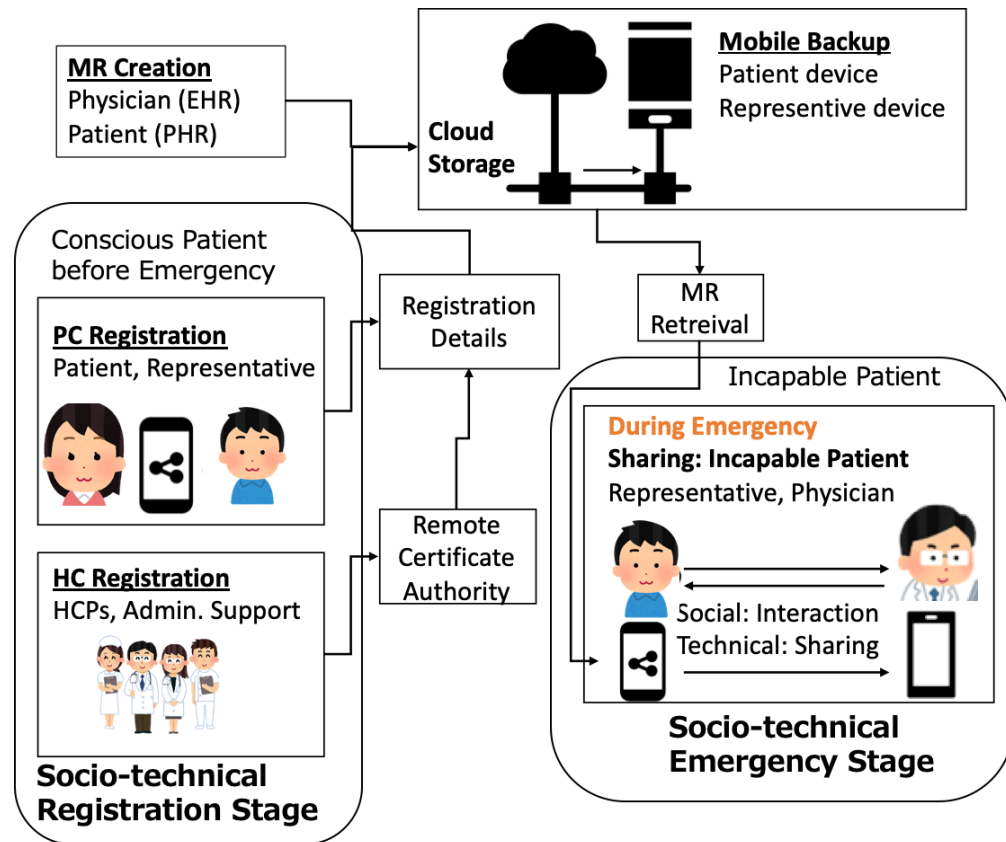 MR Creation
Physician (EHR)
Patient (PHR)
Cloud
Storage
Mobile Backup
Patient device
Representive device
Conscious Patient
before Emergency
PC Registration
Patient, Representative
HC Registration
HCPs, Admin. Support
Socio-technical
Registration Stage
Registration
Details
Remote
Certificate
Authority
MR
Retreival
Incapable Patient
During Emergency
Sharing: Incapable Patient
Representative, Physician
Social: Interaction
Technical: Sharing
Socio-technical
Emergency Stage